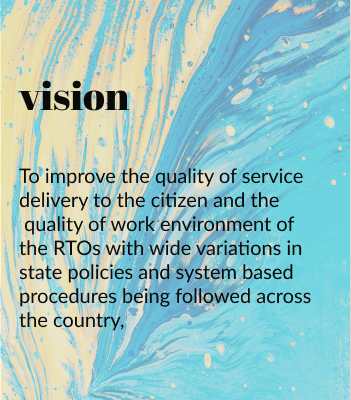 vision
To improve the quality of service
delivery to the citizen and the
quality of work environment of
the RTOs with wide variations in
state policies and system based
procedures being followed across
the country,